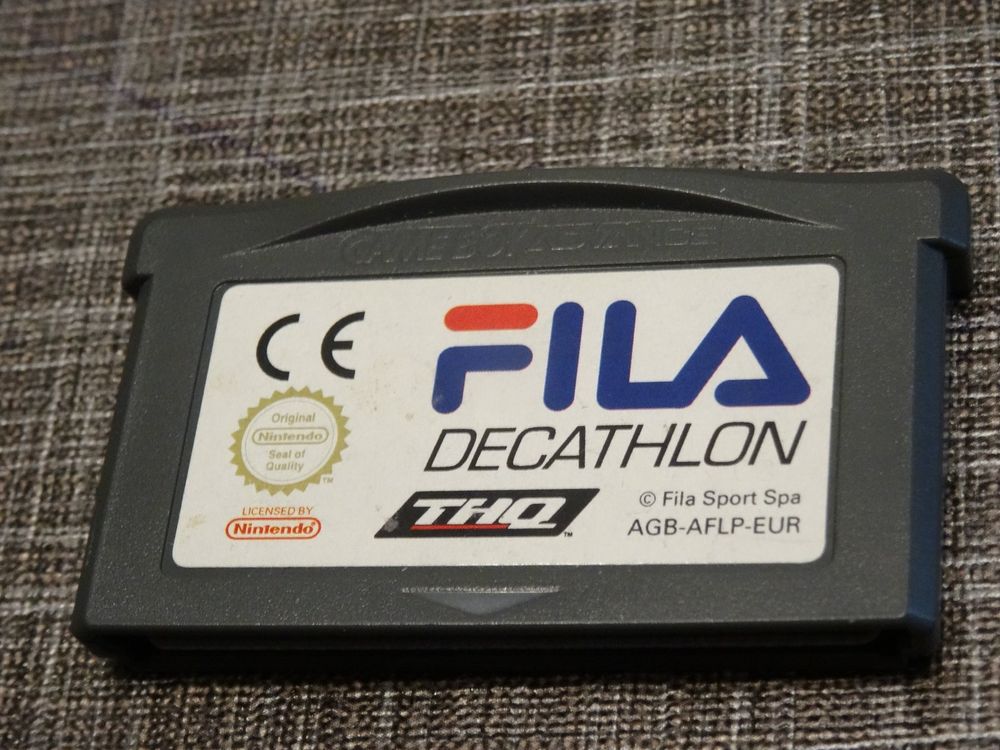 GAME BOY ADVANCE
CE
FILA
DECATHLON
Original
Nintendo
Seal of
Quality
TM
LICENSED BY
Nintendo®
THQ
TM
© Fila Sport Spa
AGB-AFLP-EUR